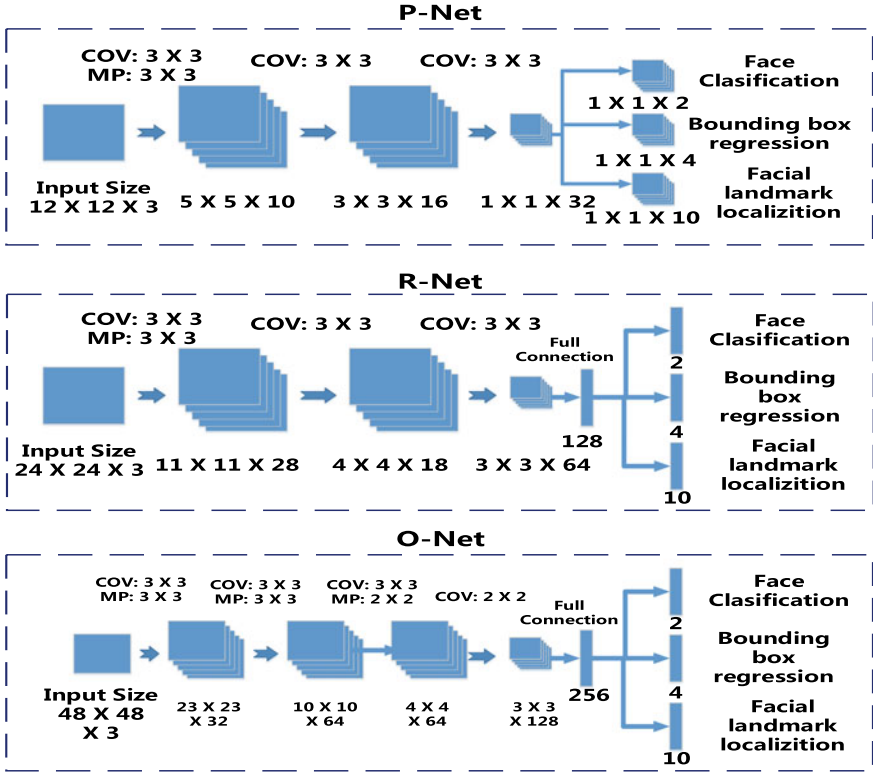 P-Net
COV: 3 X 3
MP: 3 X 3
COV: 3 X 3
COV: 3 X 3
Input Size
12 X 12 X 3
5 X 5 X 10
3 X 3 X 16
1 X 1 X 32
1 X 1 X 2
Face
Clasification
1 X 1 X 4
Bounding box
regression
1 X 1 X 10
Facial
landmark
localizition
R-Net
COV: 3 X 3
MP: 3 X 3
COV: 3 X 3
COV: 3 X 3
Full
Connection
Input Size
24 X 24 X 3
11 X 11 X 28
4 X 4 X 18
3 X 3 X 64
128
2
Face
Clasification
4
Bounding
box
regression
10
Facial
landmark
localizition
O-Net
COV: 3 X 3
MP: 3 X 3
COV: 3 X 3
MP: 3 X 3
COV: 3 X 3
MP: 2 X 2
COV: 2 X 2
Full
Connection
Input Size
48 X 48
X 3
23 X 23
X 32
10 X 10
X 64
4 X 4
X 64
3 X 3
X 128
256
2
Face
Clasification
4
Bounding
box
regression
10
Facial
landmark
localizition